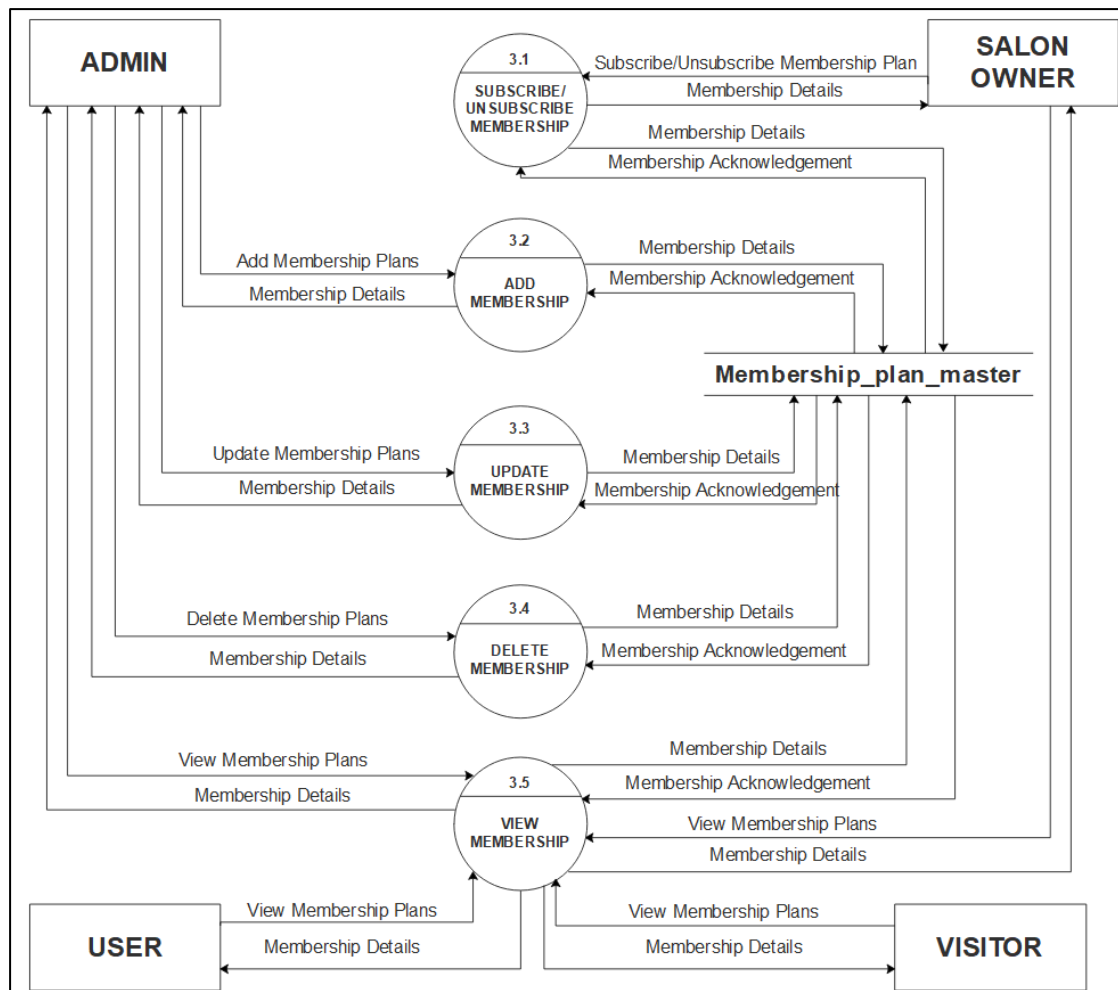 ADMIN
3.1
SUBSCRIBE/
UNSUBSCRIBE
MEMBERSHIP
Subscribe/Unsubscribe Membership Plan
Membership Details
SALON
OWNER
Membership Details
Membership Acknowledgement
3.2
ADD
MEMBERSHIP
Add Membership Plans
Membership Details
Membership Details
Membership Acknowledgement
Membership_plan_master
3.3
UPDATE
MEMBERSHIP
Update Membership Plans
Membership Details
Membership Details
Membership Acknowledgement
3.4
DELETE
MEMBERSHIP
Delete Membership Plans
Membership Details
Membership Details
Membership Acknowledgement
View Membership Plans
Membership Details
3.5
VIEW
MEMBERSHIP
Membership Details
Membership Acknowledgement
View Membership Plans
Membership Details
USER
View Membership Plans
Membership Details
View Membership Plans
Membership Details
VISITOR